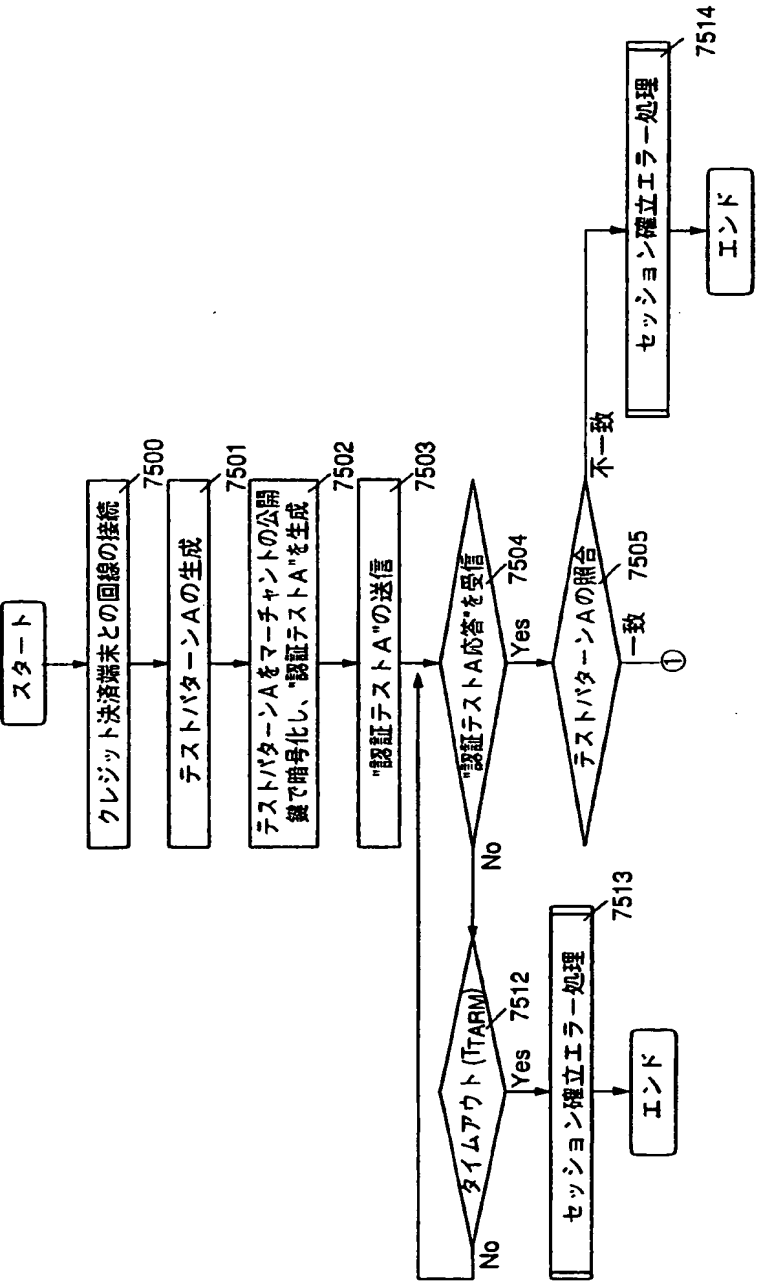 スタート
クレジット決済端末との回線の接続
7500
テストパターンAの生成
7501
テストパターンAをマーチャントの公開
鍵で暗号化し、"認証テストA"を生成
7502
"認証テストA"の送信
7503
"認証テストA応答"を受信
7504
No
Yes
タイムアウト(TTARM)
7512
No
Yes
セッション確立エラー処理
7513
エンド
テストパターンAの照合
7505
不一致
一致
①
セッション確立エラー処理
7514
エンド